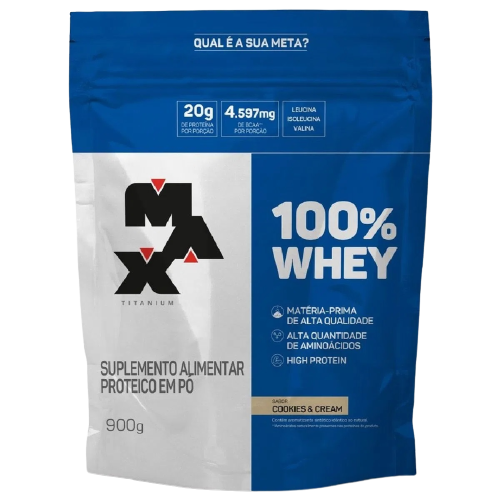 QUAL É A SUA META?
20g
DE PROTEÍNA
POR PORÇÃO
4.597mg
DE BCAA**
POR PORÇÃO
LEUCINA
ISOLEUCINA
VALINA
MAX
TITANIUM
100%
WHEY
MATÉRIA-PRIMA
DE ALTA QUALIDADE
ALTA QUANTIDADE
DE AMINOÁCIDOS
HIGH PROTEIN
SUPLEMENTO ALIMENTAR
PROTEICO EM PÓ
900g
SABOR
COOKIES & CREAM